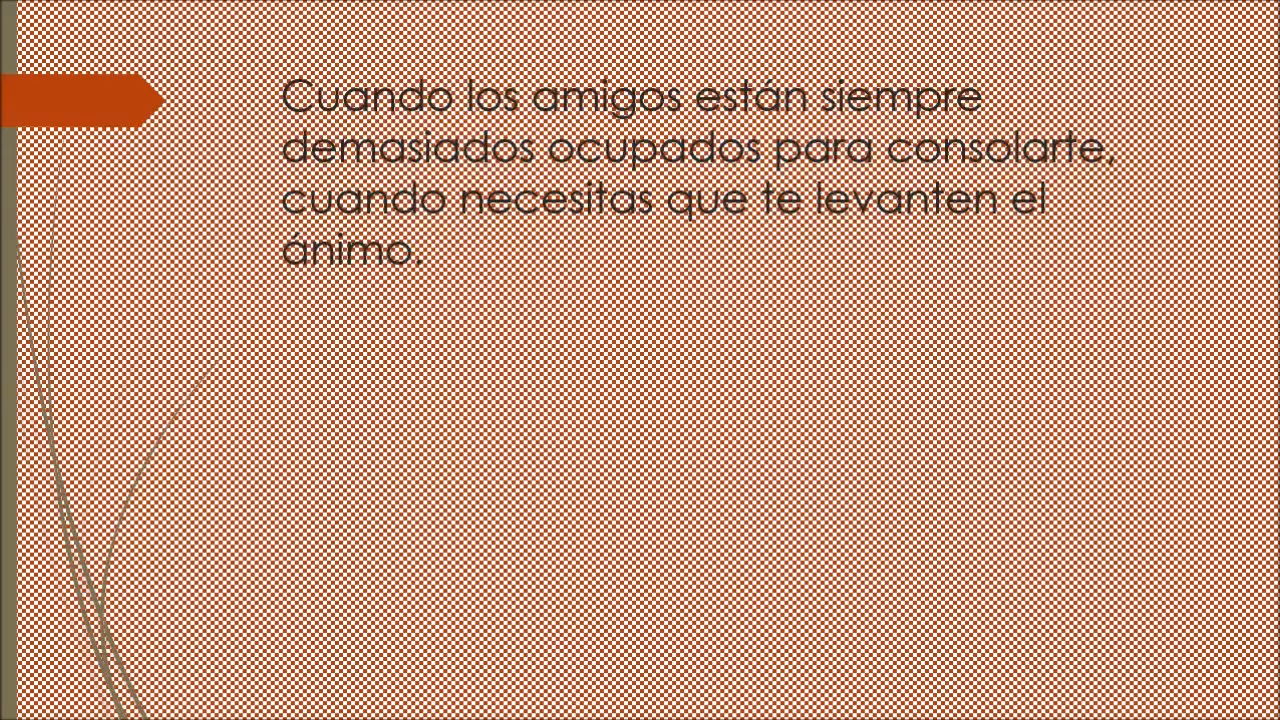 Cuando los amigos están siempre
demasiados ocupados para consolarte,
cuando necesitas que te levanten el
ánimo.